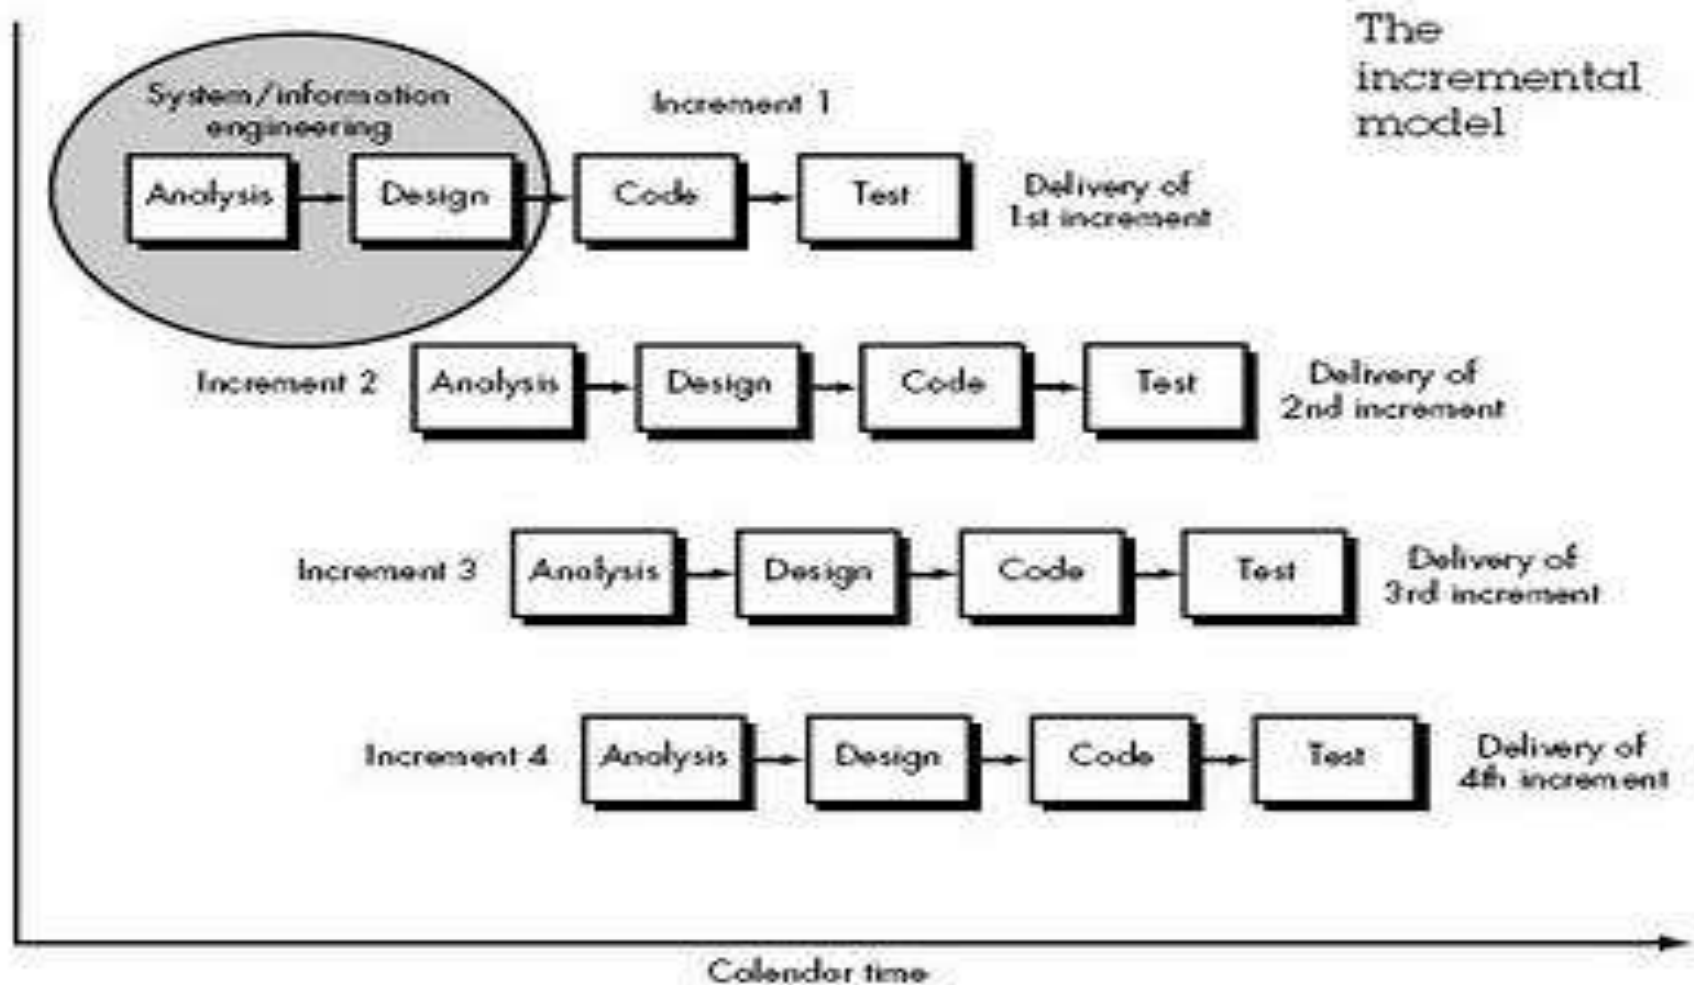 The
incremental
model
System/information
engineering
Increment 1
Analysis
Design
Code
Test
Delivery of
1st increment
Increment 2
Analysis
Design
Code
Test
Delivery of
2nd increment
Increment 3
Analysis
Design
Code
Test
Delivery of
3rd increment
Increment 4
Analysis
Design
Code
Test
Delivery of
4th increment
Calendar time